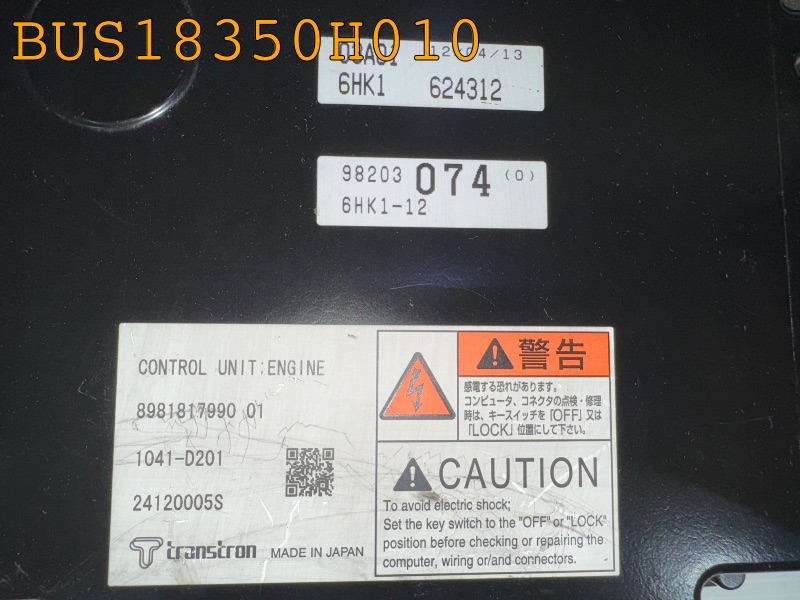 BUS18350H010
6HK1 624312
98203 074 (0)
6HK1-12
CONTROL UNIT:ENGINE
8981817990 01
1041-D201
24120005S
transtron MADE IN JAPAN
警告
感電する恐れがあります。
コンピュータ、コネクタの点検・修理
時は、キースイッチを「OFF」又は
「LOCK」位置にして下さい。
CAUTION
To avoid electric shock;
Set the key switch to the "OFF" or "LOCK"
position before checking or repairing the
computer, wiring or/and connectors.